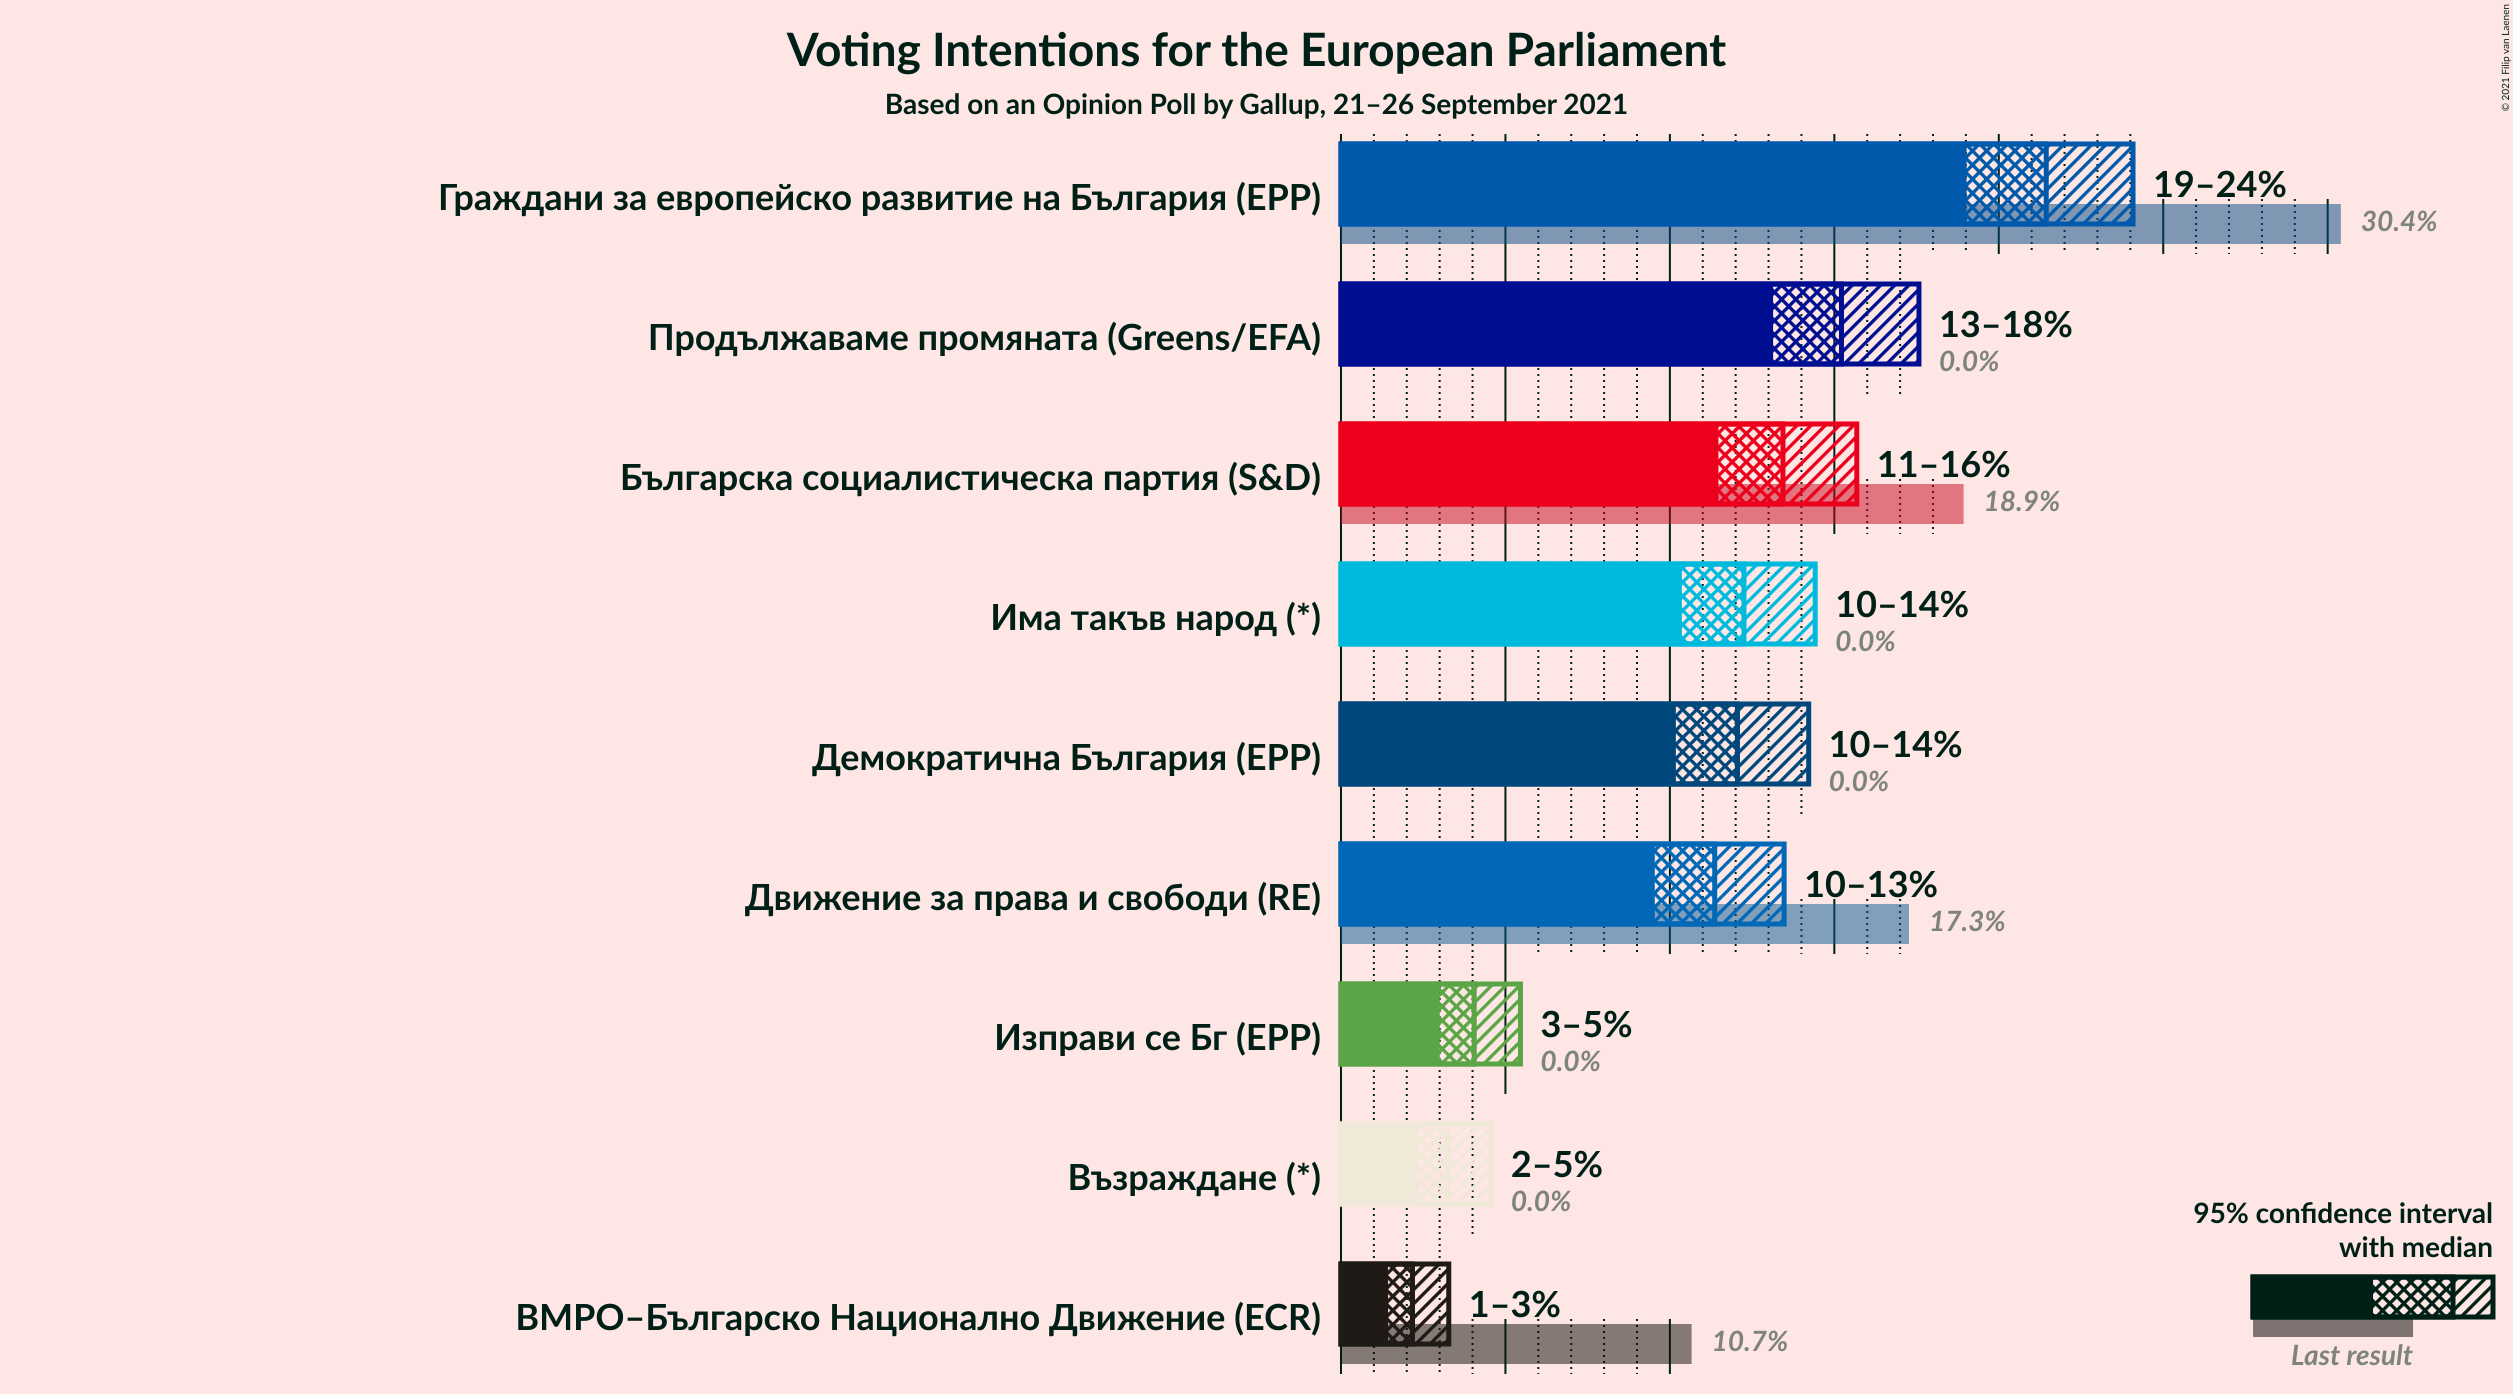 © 2021 Filip van Laenen
Voting Intentions for the European Parliament
Based on an Opinion Poll by Gallup, 21–26 September 2021
Граждани за европейско развитие на България (EPP)
19–24%
30.4%
Продължаваме промяната (Greens/EFA)
13–18%
0.0%
Българска социалистическа партия (S&D)
11–16%
18.9%
Има такъв народ (*)
10–14%
0.0%
Демократична България (EPP)
10–14%
0.0%
Движение за права и свободи (RE)
10–13%
17.3%
Изправи се Бг (EPP)
3–5%
0.0%
Възраждане (*)
2–5%
0.0%
ВМРО–Българско Национално Движение (ECR)
1–3%
10.7%
95% confidence interval
with median
Last result